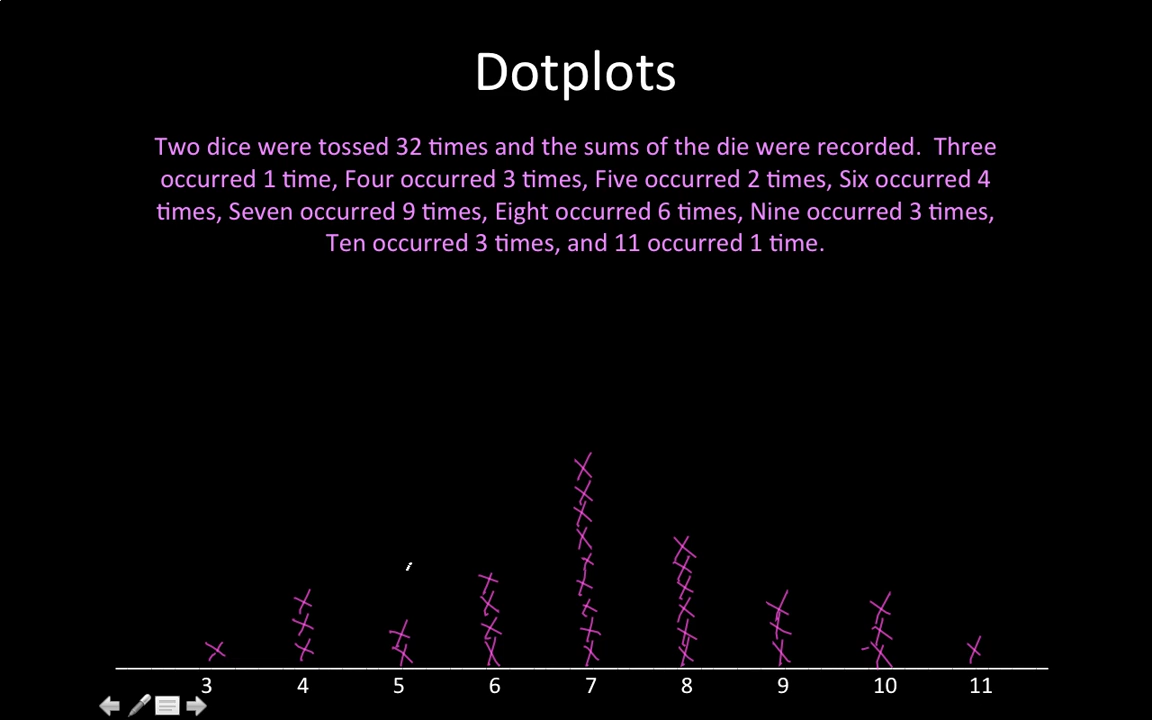 Dotplots
Two dice were tossed 32 times and the sums of the die were recorded.  Three
occurred 1 time, Four occurred 3 times, Five occurred 2 times, Six occurred 4
times, Seven occurred 9 times, Eight occurred 6 times, Nine occurred 3 times,
Ten occurred 3 times, and 11 occurred 1 time.
3 4 5 6 7 8 9 10 11